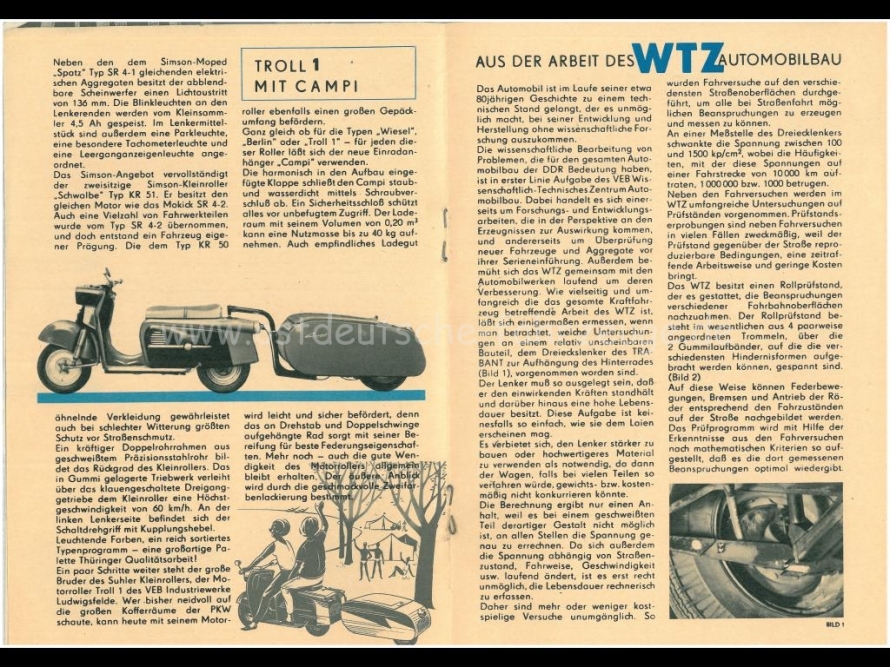 Neben den dem Simson-Moped
„Spatz" Typ SR 4-1 gleichenden elektri-
schen Aggregaten besitzt der abblend-
bare Scheinwerfer einen Lichtaustritt
von 136 mm. Die Blinkleuchten an den
Lenkerenden werden vom Kleinsamm-
ler 4,5 Ah gespeist. Im Lenkermittel-
stück sind außerdem eine Parkleuchte,
eine besondere Tachometerleuchte und
eine Leerganganzeigenleuchte ange-
ordnet.
Das Simson-Angebot vervollständigt
der zweisitzige Simson-Kleinroller
„Schwalbe" Typ KR 51. Er besitzt den
gleichen Motor wie das Mokick SR 4-2.
Auch eine Vielzahl von Fahrwerkteilen
wurde vom Typ SR 4-2 übernommen,
und doch entstand ein Fahrzeug eige-
ner Prägung. Die dem Typ KR 50
TROLL 1
MIT CAMPI
roller ebenfalls einen großen Gepäck-
umfang befördern.
Ganz gleich ob für die Typen „Wiesel",
„Berlin" oder „Troll 1" – für jeden die-
ser Roller läßt sich der neue Einradan-
hänger „Campi" verwenden.
Die harmonisch in den Aufbau einge-
fügte Klappe schließt den Campi staub-
und wasserdicht mittels Schraubver-
schluß ab. Ein Sicherheitsschloß schützt
alles vor unbefugtem Zugriff. Der Lade-
raum mit seinem Volumen von 0,20 m³
kann eine Nutzmasse bis zu 40 kg auf-
nehmen. Auch empfindliches Ladegut
ähnelnde Verkleidung gewährleistet
auch bei schlechter Witterung größten
Schutz vor Straßenschmutz.
Ein kräftiger Doppelrohrrahmen aus
geschweißtem Präzisionsstahlrohr bil-
det das Rückgrad des Kleinrollers. Das
in Gummi gelagerte Triebwerk verleiht
über das klauengeschaltete Dreigang-
getriebe dem Kleinroller eine Höchst-
geschwindigkeit von 60 km/h. An der
linken Lenkerseite befindet sich der
Schaltdrehgriff mit Kupplungshebel.
Leuchtende Farben, ein reich sortiertes
Typenprogramm – eine großartige Pa-
lette Thüringer Qualitätsarbeit!
Ein paar Schritte weiter steht der große
Bruder des Suhler Kleinrollers, der Mo-
torroller Troll 1 des VEB Industriewerke
Ludwigsfelde. Wer bisher neidvoll auf
die großen Kofferräume der PKW
schaute, kann heute mit seinem Motor-
wird leicht und sicher befördert, denn
das an Drehstab und Doppelschwinge
aufgehängte Rad sorgt mit seiner Be-
reifung für beste Federungseigenschaf-
ten. Mehr noch – auch die gute Wen-
digkeit des Motorrollers allgemein
bleibt erhalten. Der äußere Anblick
wird durch die geschmackvolle Zweifar-
benlackierung bestimmt.
AUS DER ARBEIT DES WTZ AUTOMOBILBAU
Das Automobil ist im Laufe seiner etwa
80jährigen Geschichte zu einem tech-
nischen Stand gelangt, der es unmög-
lich macht, bei seiner Entwicklung und
Herstellung ohne wissenschaftliche For-
schung auszukommen.
Die wissenschaftliche Bearbeitung von
Problemen, die für den gesamten Auto-
mobilbau der DDR Bedeutung haben,
ist in erster Linie Aufgabe des VEB Wis-
senschaftlich-Technisches Zentrum Auto-
mobilbau. Dabei handelt es sich einer-
seits um Forschungs- und Entwicklungs-
arbeiten, die in der Perspektive an den
Erzeugnissen zur Auswirkung kommen,
und andererseits um Überprüfung
neuer Fahrzeuge und Aggregate vor
ihrer Serieneinführung. Außerdem be-
müht sich das WTZ gemeinsam mit den
Automobilwerken laufend um deren
Verbesserung. Wie vielseitig und um-
fangreich die das gesamte Kraftfahr-
zeug betreffende Arbeit des WTZ ist,
läßt sich einigermaßen ermessen, wenn
man betrachtet, welche Untersuchun-
gen an einem relativ unscheinbaren
Bauteil, dem Dreieckslenker des TRA-
BANT zur Aufhängung des Hinterrades
(Bild 1), vorgenommen worden sind.
Der Lenker muß so ausgelegt sein, daß
er den einwirkenden Kräften standhält
und darüber hinaus eine hohe Lebens-
dauer besitzt. Diese Aufgabe ist kei-
nesfalls so einfach, wie sie dem Laien
erscheinen mag.
Es verbietet sich, den Lenker stärker zu
bauen oder hochwertigeres Material
zu verwenden als notwendig, da dann
der Wagen, falls bei vielen Teilen so
verfahren würde, gewichts- bzw. kosten-
mäßig nicht konkurrieren könnte.
Die Berechnung ergibt nur einen An-
halt, weil es bei einem geschweißten
Teil derartiger Gestalt nicht möglich
ist, an allen Stellen die Spannung ge-
nau zu errechnen. Da sich außerdem
die Spannung abhängig von Straßen-
zustand, Fahrweise, Geschwindigkeit
usw. laufend ändert, ist es erst recht
unmöglich, die Lebensdauer rechnerisch
zu erfassen.
Daher sind mehr oder weniger kost-
spielige Versuche unumgänglich. So
wurden Fahrversuche auf den verschie-
densten Straßenoberflächen durchge-
führt, um alle bei Straßenfahrt mög-
lichen Beanspruchungen zu erzeugen
und messen zu können.
An einer Meßstelle des Dreiecklenkers
schwankte die Spannung zwischen 100
und 1500 kp/cm², wobei die Häufigkei-
ten, mit der diese Spannungen auf
einer Fahrstrecke von 10 000 km auf-
traten, 1 000 000 bzw. 1000 betrugen.
Neben den Fahrversuchen werden im
WTZ umfangreiche Untersuchungen auf
Prüfständen vorgenommen. Prüfstands-
erprobungen sind neben Fahrversuchen
in vielen Fällen zweckmäßig, weil der
Prüfstand gegenüber der Straße repro-
duzierbare Bedingungen, eine zeitraf-
fende Arbeitsweise und geringe Kosten
bringt.
Das WTZ besitzt einen Rollprüfstand,
der es gestattet, die Beanspruchungen
verschiedener Fahrbahnoberflächen
nachzuahmen. Der Rollprüfstand be-
steht im wesentlichen aus 4 paarweise
angeordneten Trommeln, über die
2 Gummilaufbänder, auf die die ver-
schiedensten Hindernisformen aufge-
bracht werden können, gespannt sind.
(Bild 2)
Auf diese Weise können Federbewe-
gungen, Bremsen und Antrieb der Rä-
der entsprechend den Fahrzuständen
auf der Straße nachgebildet werden.
Das Prüfprogramm wird mit Hilfe der
Erkenntnisse aus den Fahrversuchen
nach mathematischen Kriterien so auf-
gestellt, daß es die dort gemessenen
Beanspruchungen optimal wiedergibt.
BILD 1